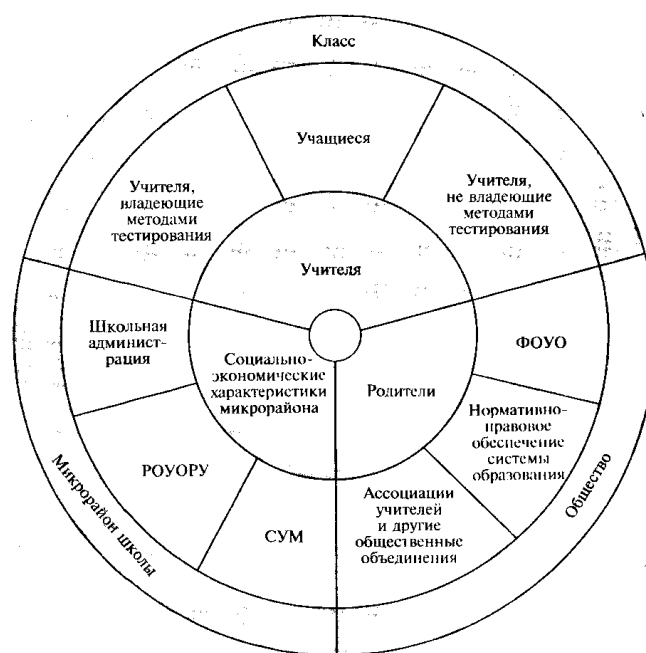 Класс
Учащиеся
Учителя,
владеющие
методами
тестирования
Учителя,
не владеющие
методами
тестирования
Учителя
Школьная
админист-
рация
Социально-
экономические
характеристики
микрорайона
Родители
ФОУО
Нормативно-
правовое
обеспечение
системы
образования
РОУОРУ
СУМ
Ассоциации
учителей
и другие
общественные
объединения
Микрорайон школы
Общество